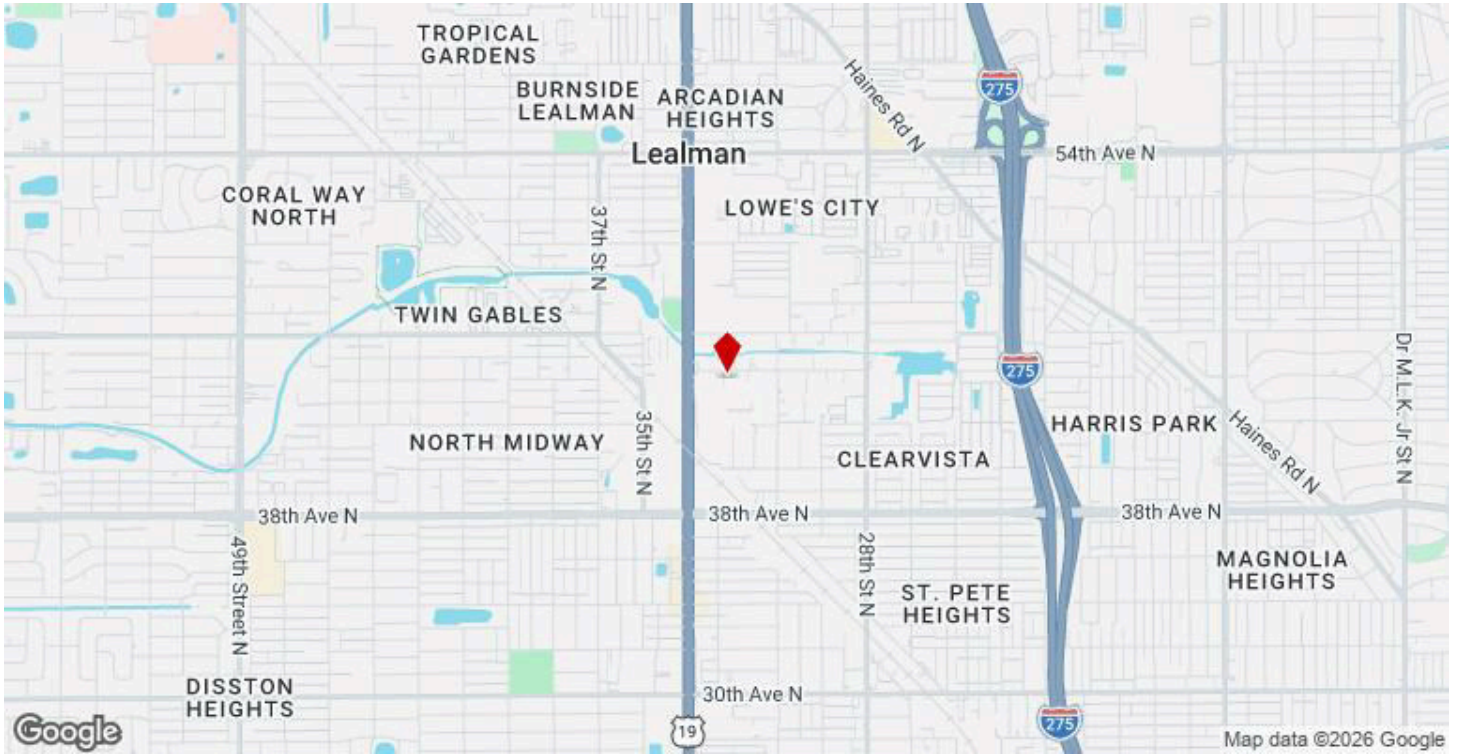 TROPICAL
GARDENS
BURNSIDE
LEALMAN
ARCADIAN
HEIGHTS
Haines Rd N
275
Lealman
54th Ave N
CORAL WAY
NORTH
LOWE'S CITY
37th St N
TWIN GABLES
275
Dr M.L.K. Jr St N
35th St N
NORTH MIDWAY
HARRIS PARK
Haines Rd N
CLEARVISTA
38th Ave N
38th Ave N
38th Ave N
49th Street N
28th St N
MAGNOLIA
HEIGHTS
ST. PETE
HEIGHTS
DISSTON
HEIGHTS
30th Ave N
19
275
Google
Map data ©2026 Google